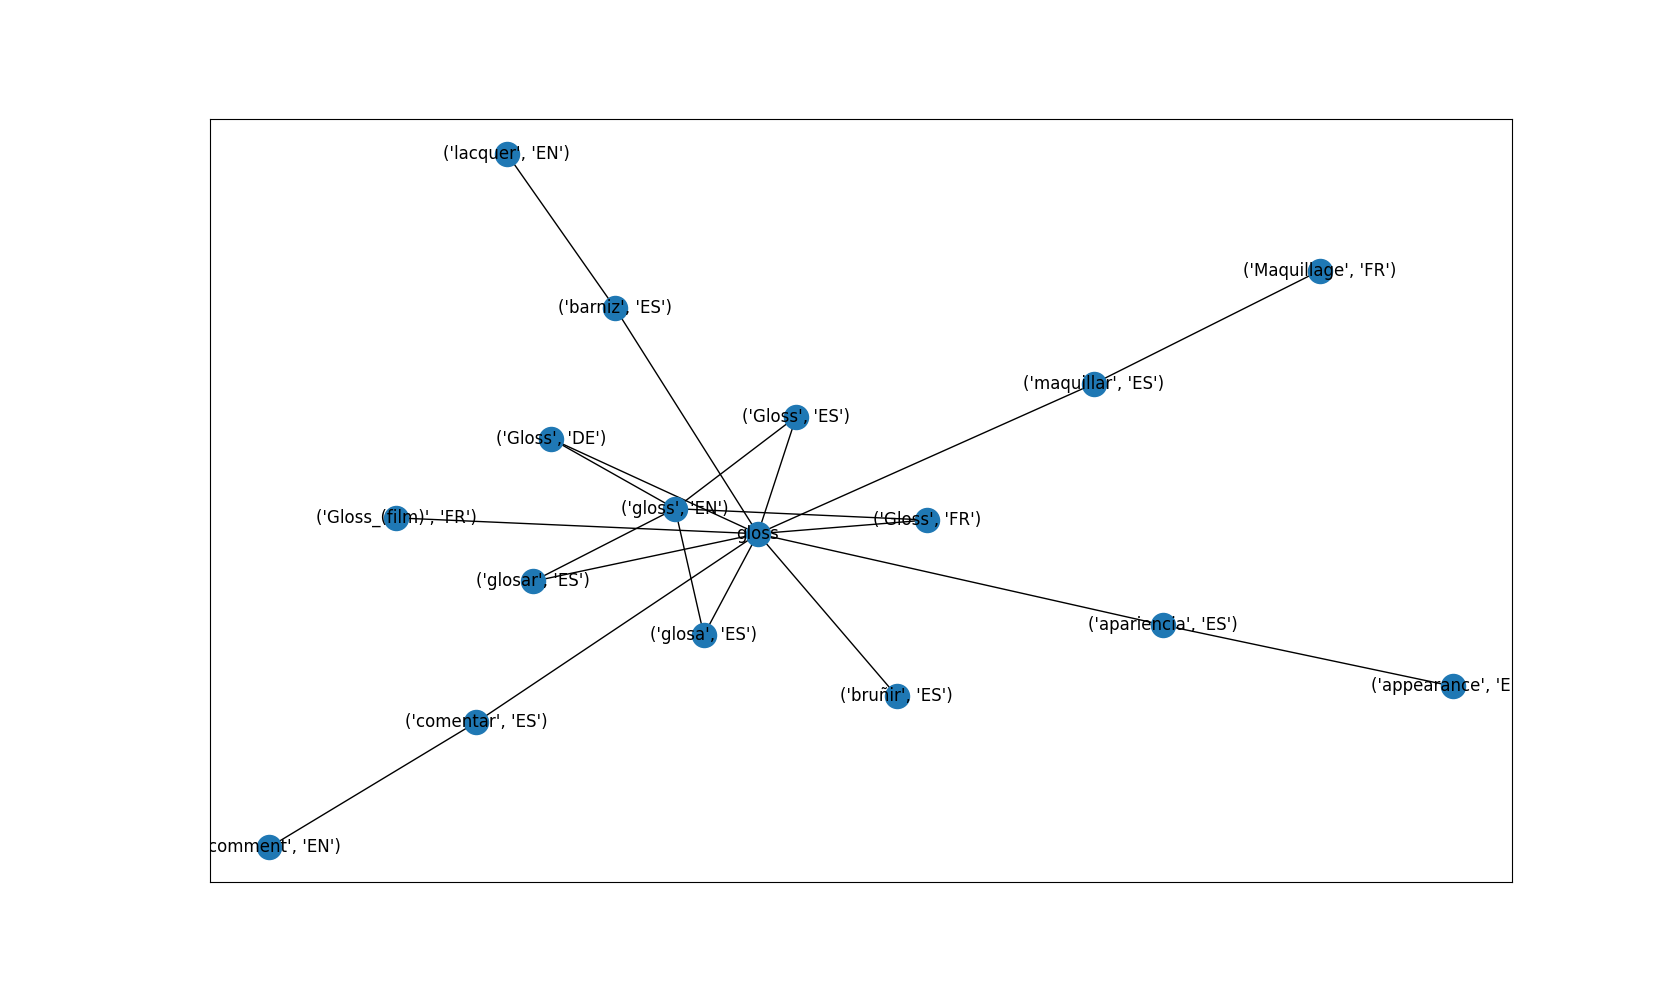 ('lacquer', 'EN')
('Maquillage', 'FR')
('barniz', 'ES')
('maquillar', 'ES')
('Gloss', 'ES')
('Gloss', 'DE')
('gloss', 'EN')
('Gloss_(film)', 'FR')
('Gloss', 'FR')
gloss
('glosar', 'ES')
('apariencia', 'ES')
('glosa', 'ES')
('appearance', 'E
('bruñir', 'ES')
('comentar', 'ES')
comment', 'EN')